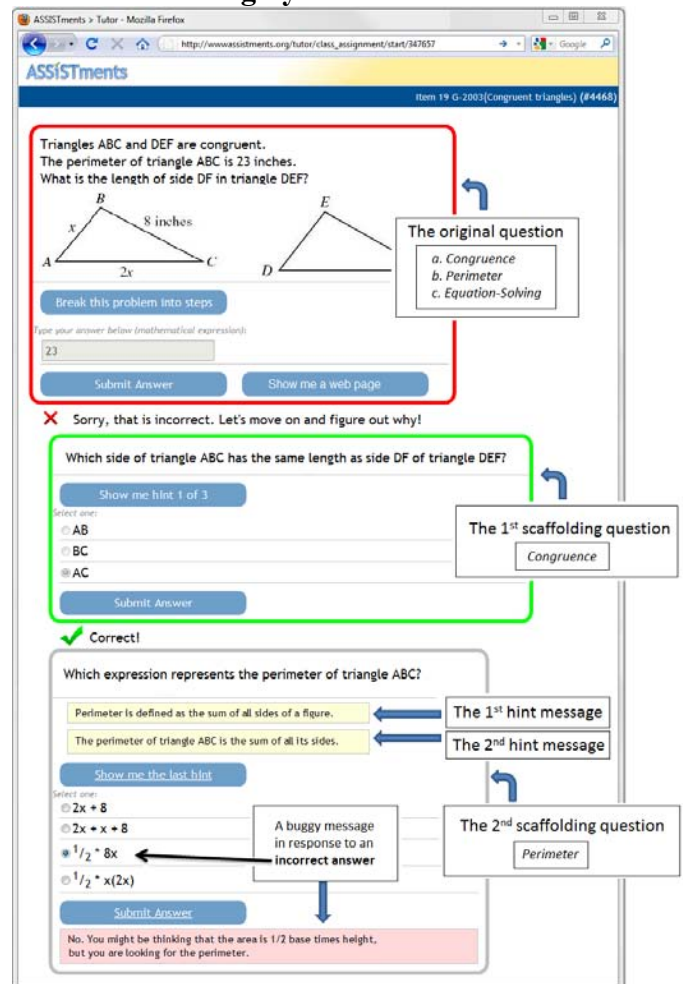 ASSISTments > Tutor - Mozilla Firefox
http://www.assistments.org/tutor/class_assignment/start/347657
Google
ASSiSTments
Item 19 G-2003(Congruent triangles) (#4468)
Triangles ABC and DEF are congruent.
The perimeter of triangle ABC is 23 inches.
What is the length of side DF in triangle DEF?
B
x
8 inches
A
2x
C
E
D
The original question
a. Congruence
b. Perimeter
c. Equation-Solving
Break this problem into steps
Type your answer below (mathematical expression):
23
Submit Answer
Show me a web page
Sorry, that is incorrect. Let's move on and figure out why!
Which side of triangle ABC has the same length as side DF of triangle DEF?
Show me hint 1 of 3
Select one:
AB
BC
AC
Submit Answer
The 1st scaffolding question
Congruence
Correct!
Which expression represents the perimeter of triangle ABC?
Perimeter is defined as the sum of all sides of a figure.
The 1st hint message
The perimeter of triangle ABC is the sum of all its sides.
The 2nd hint message
Show me the last hint
Select one:
2x + 8
2x + x + 8
1/2 * 8x
1/2 * x(2x)
A buggy message
in response to an
incorrect answer
The 2nd scaffolding question
Perimeter
Submit Answer
No. You might be thinking that the area is 1/2 base times height,
but you are looking for the perimeter.